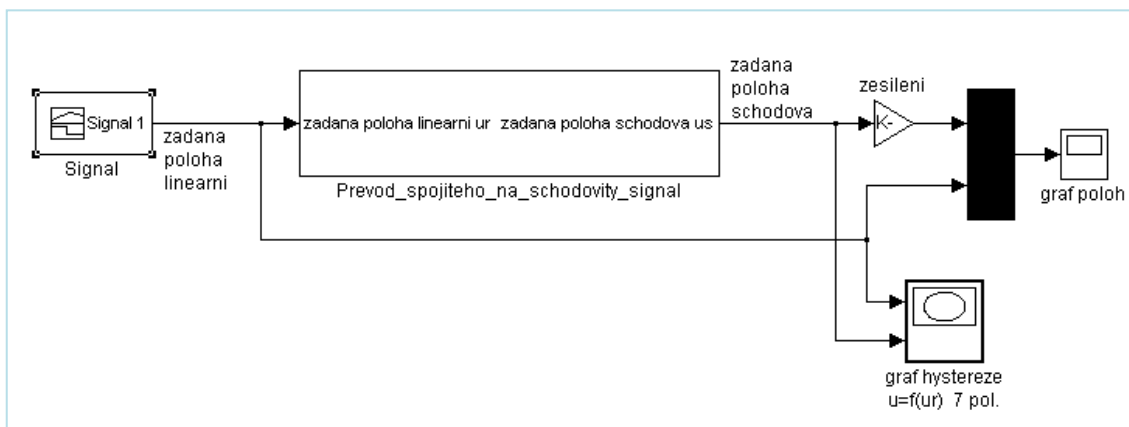 Signal 1
Signal
zadana
poloha
linearni
zadana poloha linearni ur zadana poloha schodova us
Prevod_spojiteho_na_schodovity_signal
zadana
poloha
schodova
zesileni
K-
graf poloh
graf hystereze
u=f(ur) 7 pol.